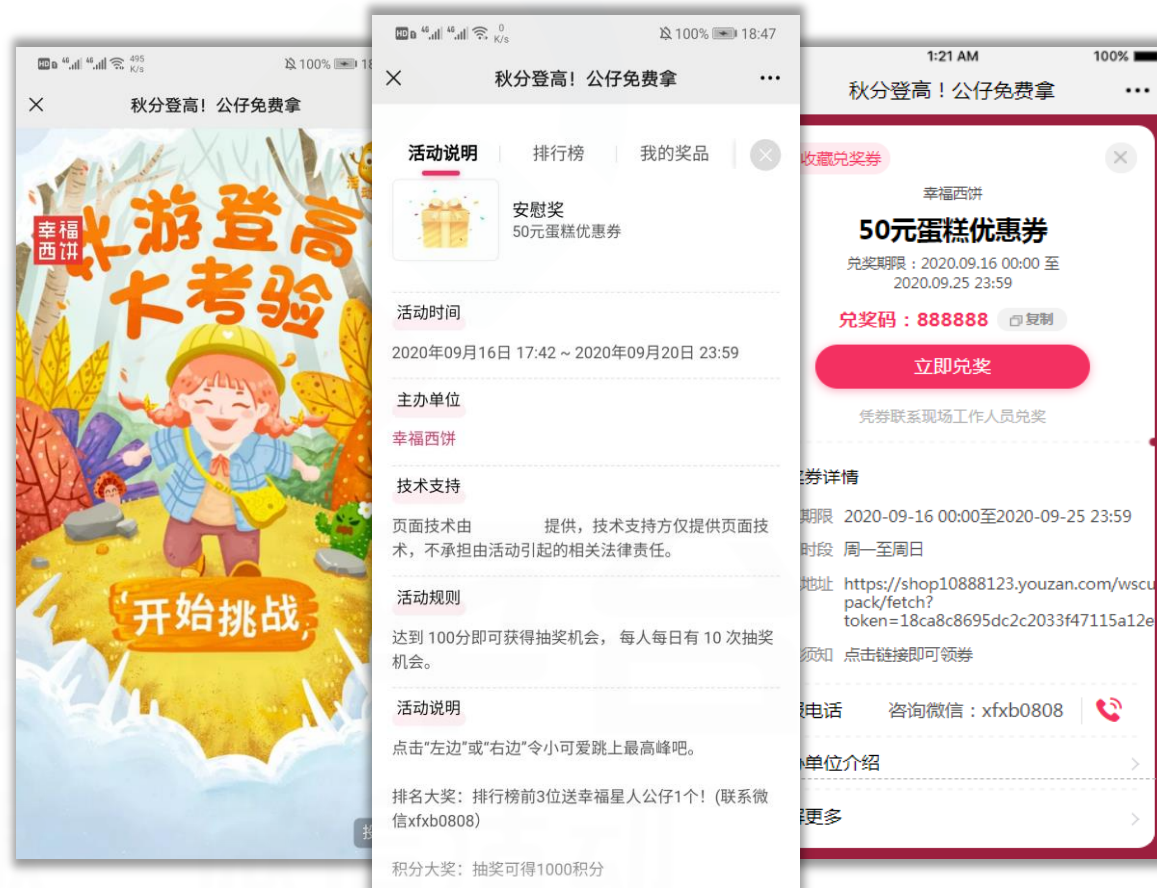 495
K/s
100%
18
秋分登高！公仔免费拿
幸福
西饼
秋游登高
大考验
开始挑战
HD
46
46
0
K/s
100%
18:47
秋分登高！公仔免费拿
活动说明
排行榜
我的奖品
安慰奖
50元蛋糕优惠券
活动时间
2020年09月16日 17:42 ~ 2020年09月20日 23:59
主办单位
幸福西饼
技术支持
页面技术由 提供，技术支持方仅提供页面技
术，不承担由活动引起的相关法律责任。
活动规则
达到 100分即可获得抽奖机会， 每人每日有 10 次抽奖
机会。
活动说明
点击“左边”或“右边”令小可爱跳上最高峰吧。
排名大奖：排行榜前3位送幸福星人公仔1个！(联系微
信xfxb0808）
积分大奖：抽奖可得1000积分
1:21 AM
100%
秋分登高！公仔免费拿
收藏兑奖券
幸福西饼
50元蛋糕优惠券
兑奖期限：2020.09.16 00:00 至
2020.09.25 23:59
兑奖码：888888
复制
立即兑奖
凭券联系现场工作人员兑奖
券详情
期限 2020-09-16 00:00至2020-09-25 23:59
时段 周一至周日
地址 https://shop10888123.youzan.com/wscu
pack/fetch?
token=18ca8c8695dc2c2033f47115a12e
须知 点击链接即可领券
电话 咨询微信：xfxb0808
单位介绍
更多